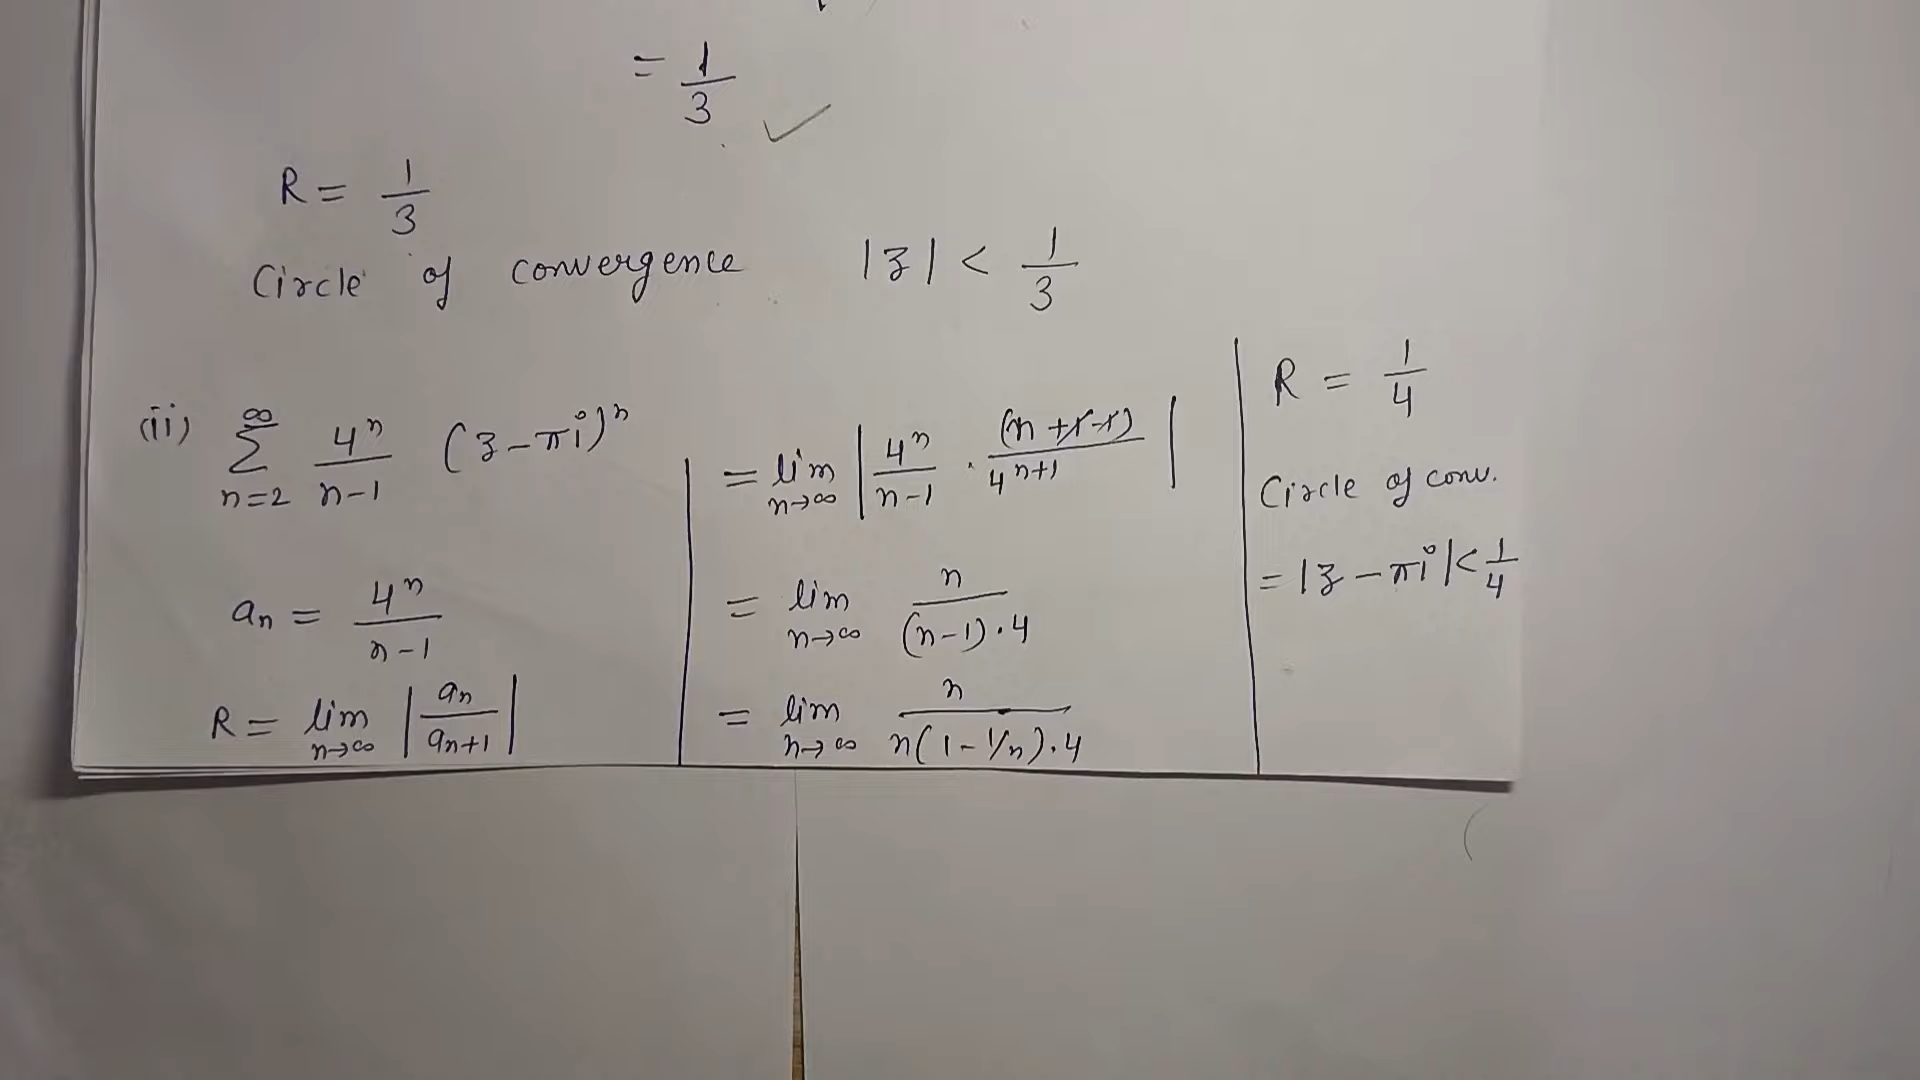 = 1/3 ✓
R = 1/3
Circle of convergence |z| < 1/3
(ii) ∑_{n=2}^{∞} 4^n/(n-1) (z-πi)^n
a_n = 4^n/(n-1)
R = lim_{n→∞} |a_n/a_{n+1}|
= lim_{n→∞} |4^n/(n-1) · (n+1-1)/4^{n+1}|
= lim_{n→∞} n/((n-1)·4)
= lim_{n→∞} n/(n(1-1/n)·4)
R = 1/4
Circle of conv.
= |z-πi| < 1/4